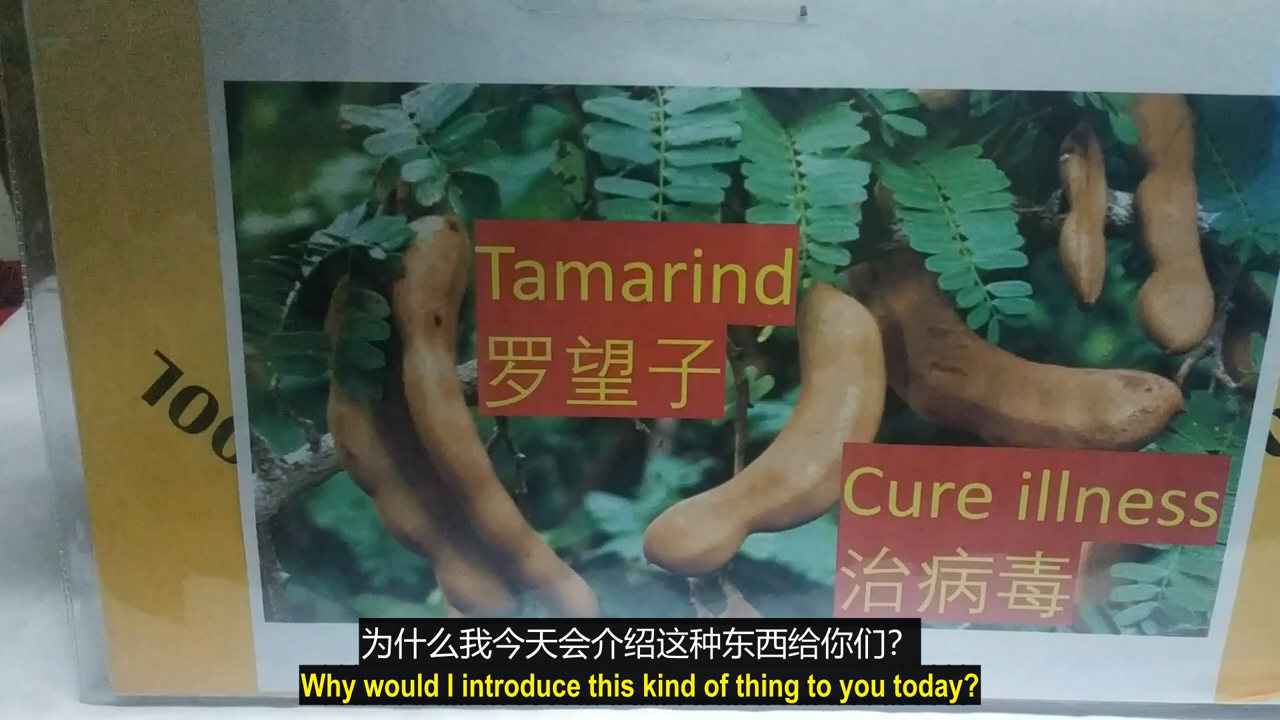 Tamarind
罗望子
Cure illness
治病毒
为什么我今天会介绍这种东西给你们？
Why would I introduce this kind of thing to you today?